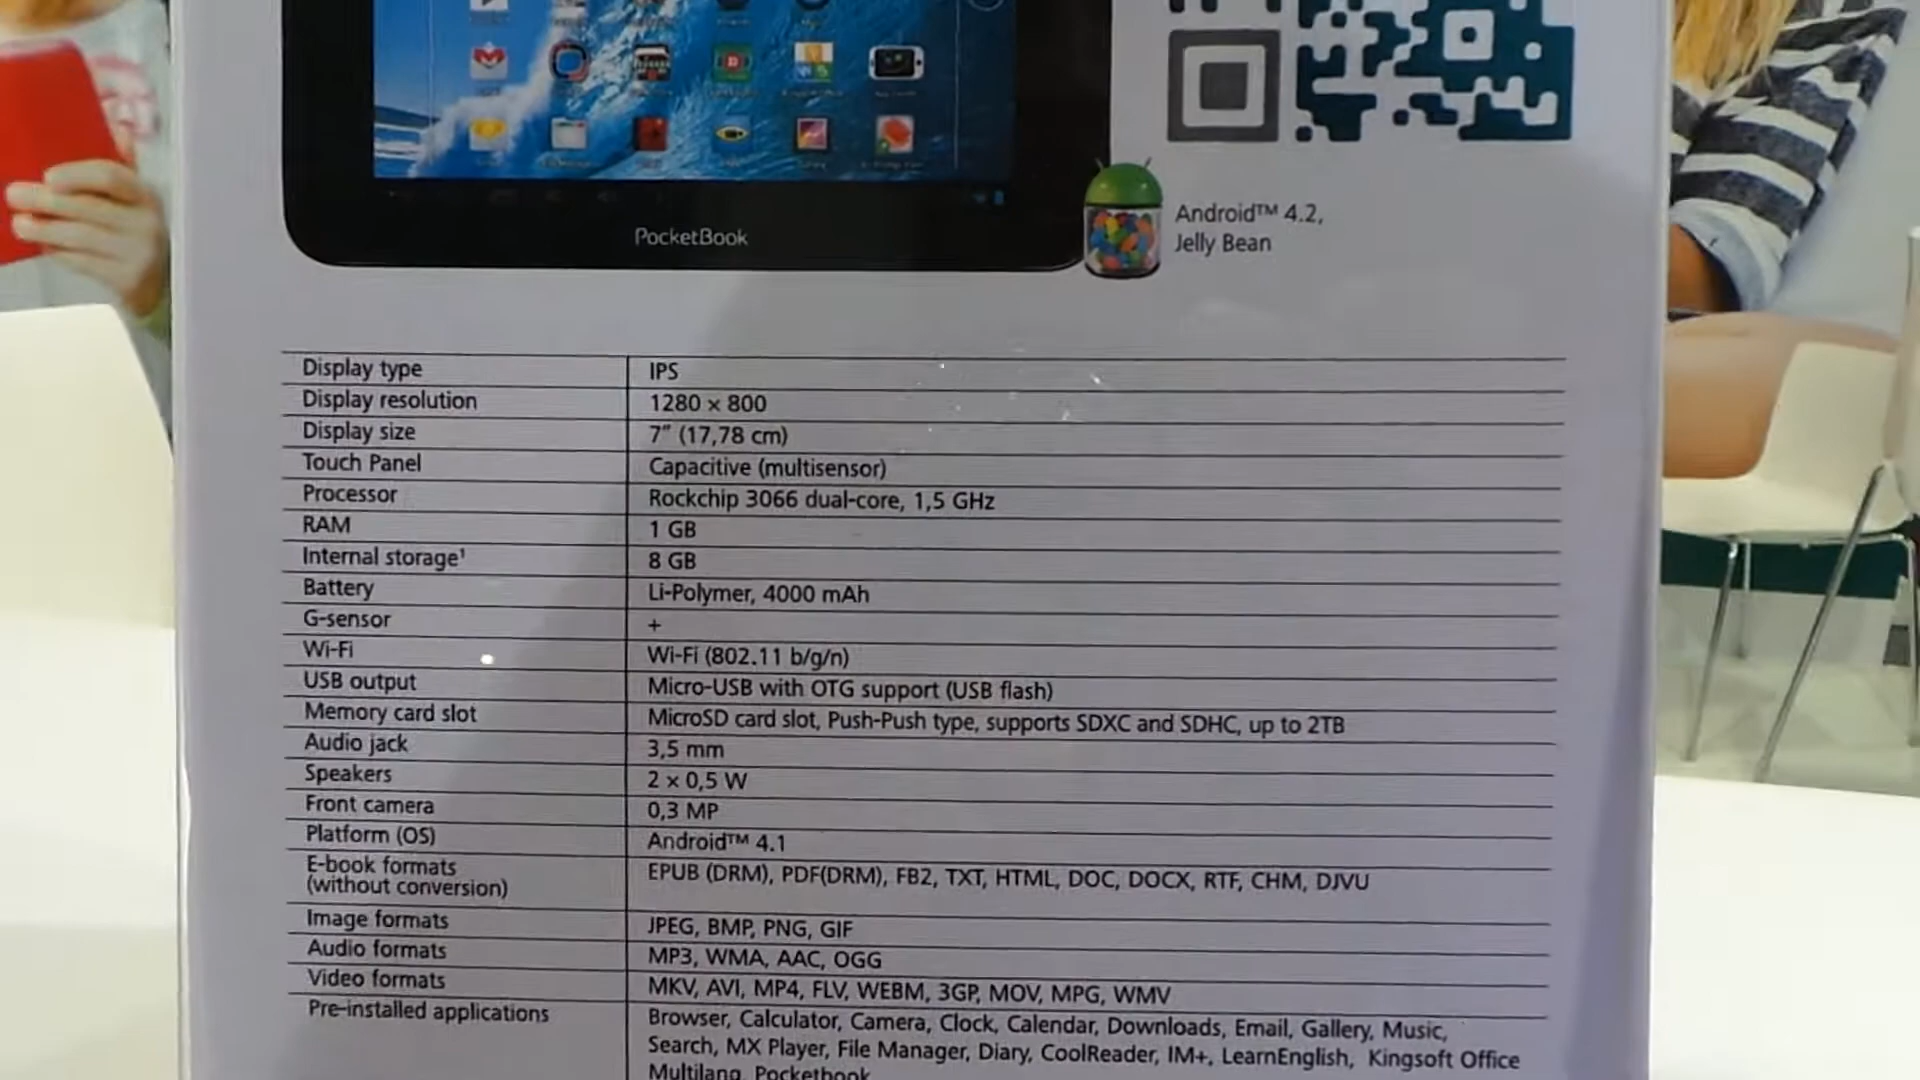 PocketBook
Android™ 4.2,
Jelly Bean
Display type IPS
Display resolution 1280 × 800
Display size 7" (17,78 cm)
Touch Panel Capacitive (multisensor)
Processor Rockchip 3066 dual-core, 1,5 GHz
RAM 1 GB
Internal storage¹ 8 GB
Battery Li-Polymer, 4000 mAh
G-sensor +
Wi-Fi Wi-Fi (802.11 b/g/n)
USB output Micro-USB with OTG support (USB flash)
Memory card slot MicroSD card slot, Push-Push type, supports SDXC and SDHC, up to 2TB
Audio jack 3,5 mm
Speakers 2 × 0,5 W
Front camera 0,3 MP
Platform (OS) Android™ 4.1
E-book formats
(without conversion) EPUB (DRM), PDF(DRM), FB2, TXT, HTML, DOC, DOCX, RTF, CHM, DJVU
Image formats JPEG, BMP, PNG, GIF
Audio formats MP3, WMA, AAC, OGG
Video formats MKV, AVI, MP4, FLV, WEBM, 3GP, MOV, MPG, WMV
Pre-installed applications Browser, Calculator, Camera, Clock, Calendar, Downloads, Email, Gallery, Music,
Search, MX Player, File Manager, Diary, CoolReader, IM+, LearnEnglish, Kingsoft Office
Multilang, Pocketbook